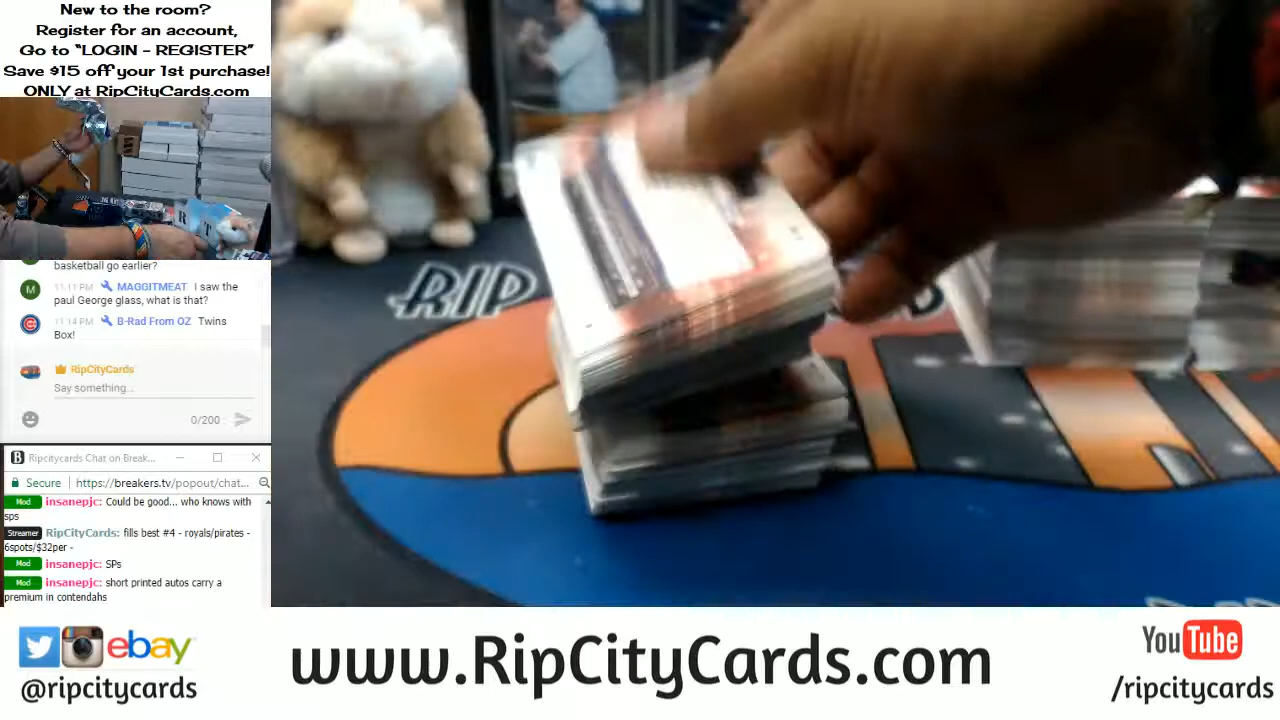 New to the room?
Register for an account,
Go to “LOGIN - REGISTER”
Save $15 off your 1st purchase!
ONLY at RipCityCards.com
basketball go earlier?
M
11:11 PM MAGGITMEAT I saw the
paul George glass, what is that?
11:14 PM B-Rad From OZ Twins
Box!
RipCityCards
Say something...
0/200
B Ripcitycards Chat on Break...
Secure https://breakers.tv/popout/chat...
Mod insanepjc: Could be good... who knows with
sps
Streamer RipCityCards: fills best #4 - royals/pirates -
6spots/$32per -
Mod insanepjc: SPs
Mod insanepjc: short printed autos carry a
premium in contendahs
RIP
ebay
@ripcitycards
www.RipCityCards.com
YouTube
/ripcitycards